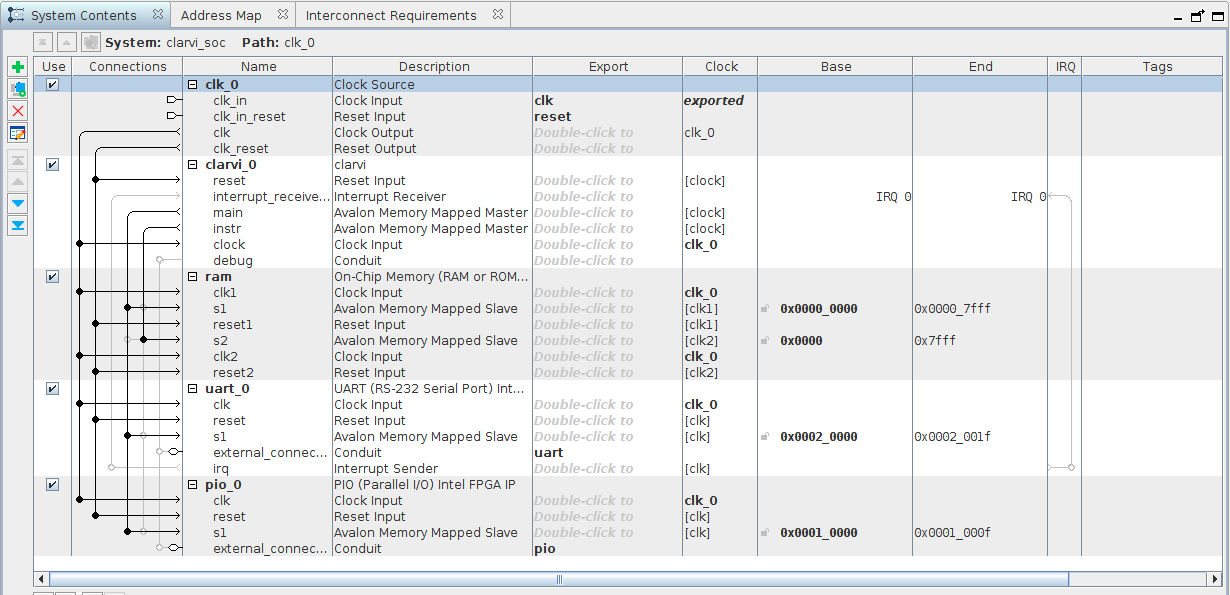 System Contents Address Map Interconnect Requirements
System: clarvi_soc Path: clk_0
Use Connections Name Description Export Clock Base End IRQ Tags
clk_0 Clock Source
clk_in Clock Input clk exported
clk_in_reset Reset Input reset
clk Clock Output Double-click to clk_0
clk_reset Reset Output Double-click to
clarvi_0 clarvi
reset Reset Input Double-click to [clock]
interrupt_receive... Interrupt Receiver Double-click to IRQ 0 IRQ 0
main Avalon Memory Mapped Master Double-click to [clock]
instr Avalon Memory Mapped Master Double-click to [clock]
clock Clock Input Double-click to clk_0
debug Conduit Double-click to
ram On-Chip Memory (RAM or ROM...
clk1 Clock Input Double-click to clk_0
s1 Avalon Memory Mapped Slave Double-click to [clk1] 0x0000_0000 0x0000_7fff
reset1 Reset Input Double-click to [clk1]
s2 Avalon Memory Mapped Slave Double-click to [clk2] 0x0000 0x7fff
clk2 Clock Input Double-click to clk_0
reset2 Reset Input Double-click to [clk2]
uart_0 UART (RS-232 Serial Port) Int...
clk Clock Input Double-click to clk_0
reset Reset Input Double-click to [clk]
s1 Avalon Memory Mapped Slave Double-click to [clk] 0x0002_0000 0x0002_001f
external_connec... Conduit uart
irq Interrupt Sender Double-click to [clk]
pio_0 PIO (Parallel I/O) Intel FPGA IP
clk Clock Input Double-click to clk_0
reset Reset Input Double-click to [clk]
s1 Avalon Memory Mapped Slave Double-click to [clk] 0x0001_0000 0x0001_000f
external_connec... Conduit pio